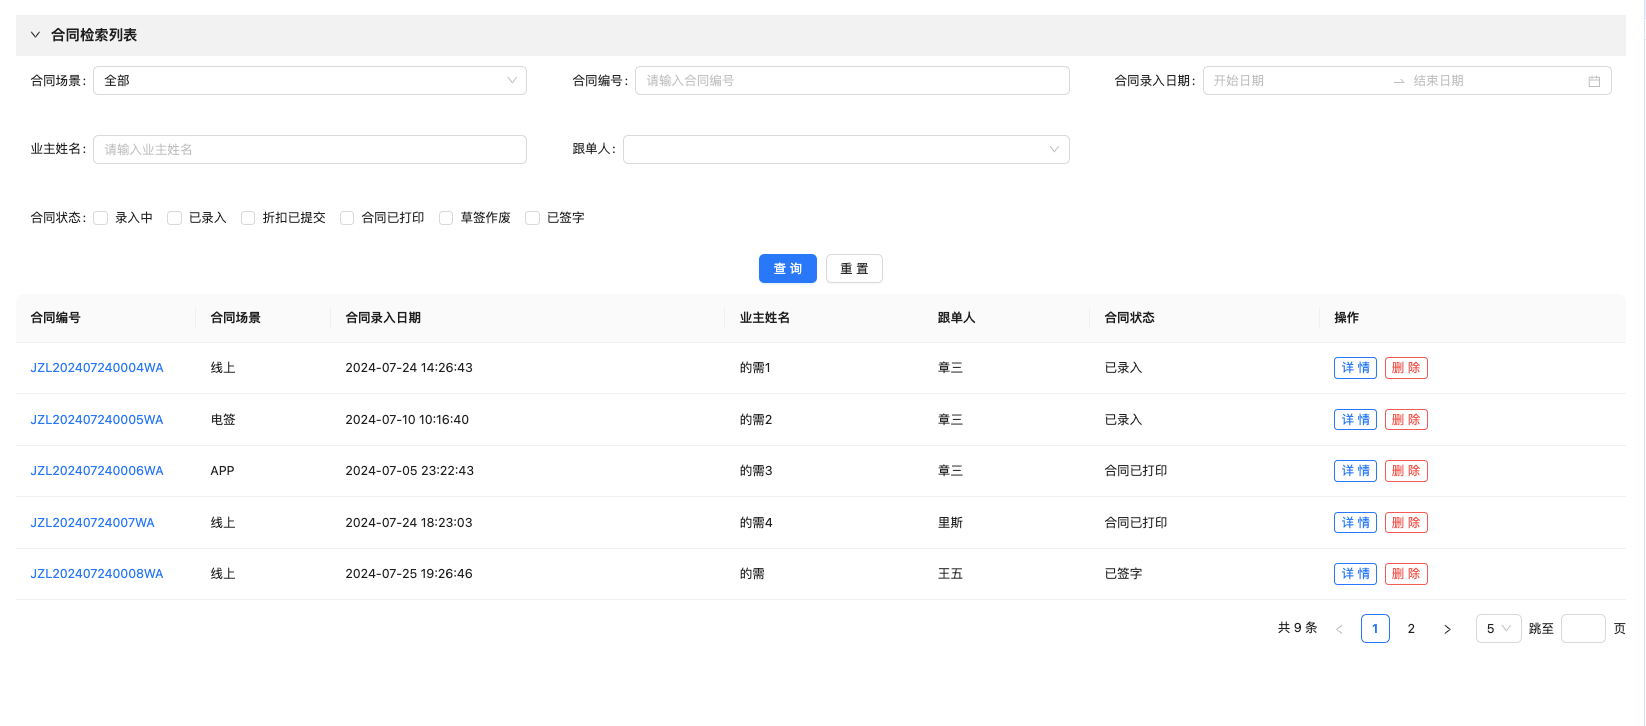 合同检索列表
合同场景: 全部 合同编号: 请输入合同编号 合同录入日期: 开始日期 → 结束日期
业主姓名: 请输入业主姓名 跟单人:
合同状态: 录入中 已录入 折扣已提交 合同已打印 草签作废 已签字
查 询 重 置
合同编号 合同场景 合同录入日期 业主姓名 跟单人 合同状态 操作
JZL202407240004WA 线上 2024-07-24 14:26:43 的需1 章三 已录入 详 情 删 除
JZL202407240005WA 电签 2024-07-10 10:16:40 的需2 章三 已录入 详 情 删 除
JZL202407240006WA APP 2024-07-05 23:22:43 的需3 章三 合同已打印 详 情 删 除
JZL20240724007WA 线上 2024-07-24 18:23:03 的需4 里斯 合同已打印 详 情 删 除
JZL202407240008WA 线上 2024-07-25 19:26:46 的需 王五 已签字 详 情 删 除
共 9 条 < 1 2 > 5 跳至 页